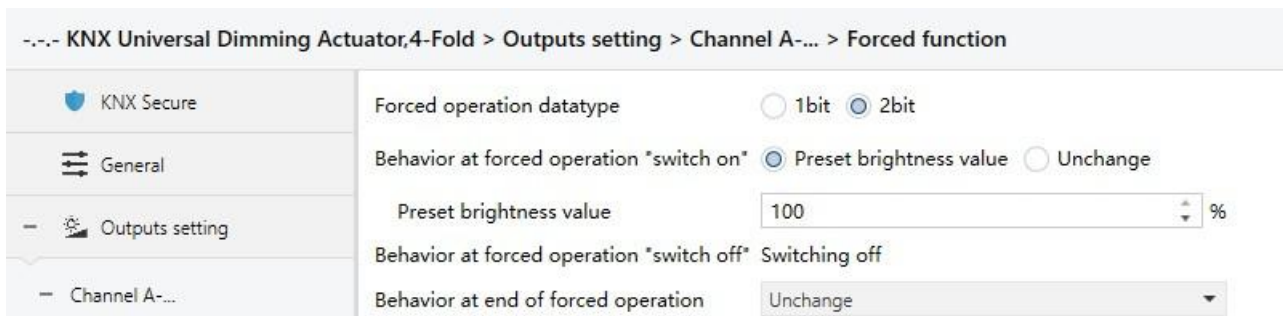 -.-.- KNX Universal Dimming Actuator,4-Fold > Outputs setting > Channel A-... > Forced function
KNX Secure
General
− Outputs setting
− Channel A-...
Forced operation datatype 1bit 2bit
Behavior at forced operation "switch on" Preset brightness value Unchange
Preset brightness value 100 %
Behavior at forced operation "switch off" Switching off
Behavior at end of forced operation Unchange